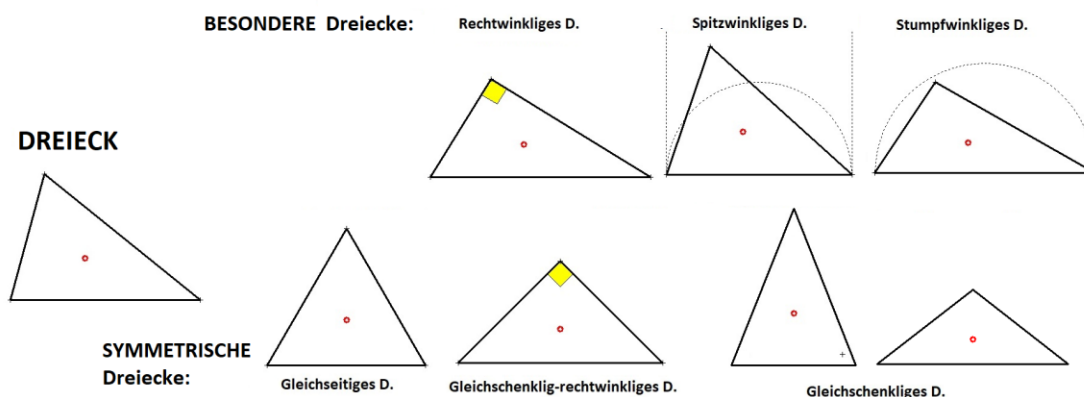 BESONDERE Dreiecke:
Rechtwinkliges D.
Spitzwinkliges D.
Stumpfwinkliges D.
DREIECK
SYMMETRISCHE
Dreiecke:
Gleichseitiges D.
Gleichschenklig-rechtwinkliges D.
Gleichschenkliges D.